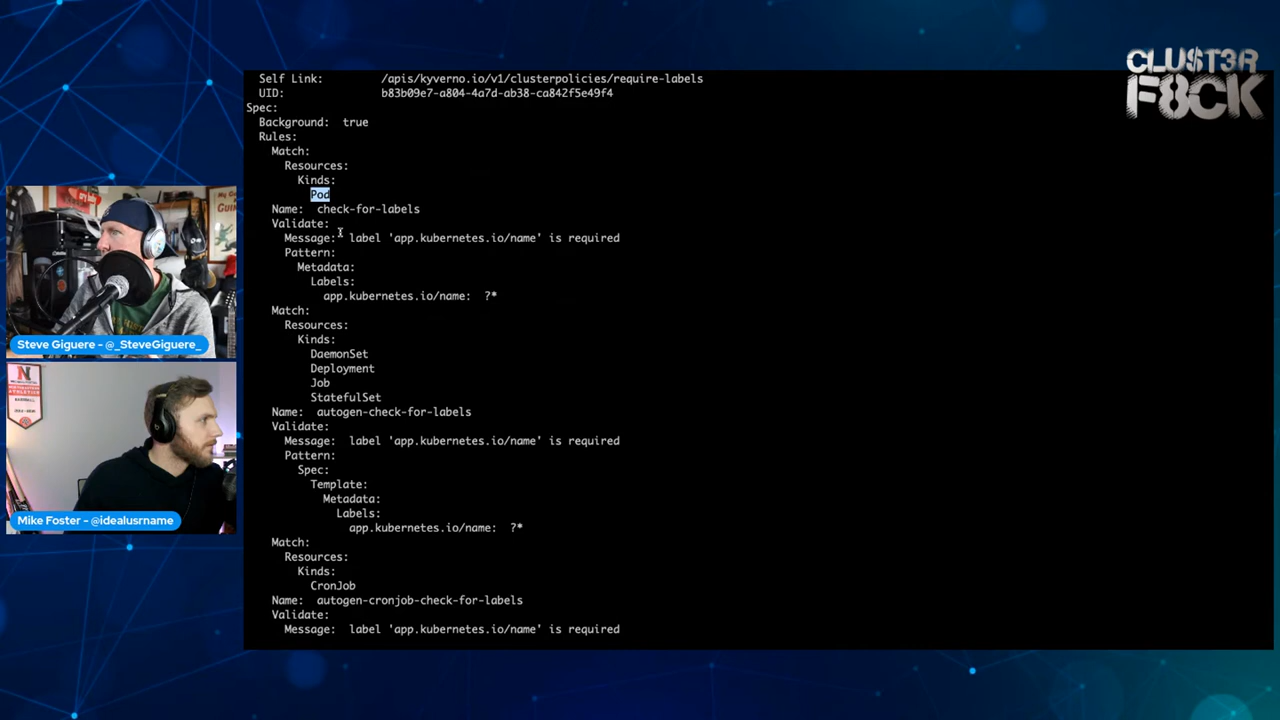 CLU$T3R
F8CK
Self Link: /apis/kyverno.io/v1/clusterpolicies/require-labels
UID: b83b09e7-a804-4a7d-ab38-ca842f5e49f4
Spec:
Background: true
Rules:
Match:
Resources:
Kinds:
Pod
Name: check-for-labels
Validate:
Message: label 'app.kubernetes.io/name' is required
Pattern:
Metadata:
Labels:
app.kubernetes.io/name: ?*
Match:
Resources:
Kinds:
DaemonSet
Deployment
Job
StatefulSet
Name: autogen-check-for-labels
Validate:
Message: label 'app.kubernetes.io/name' is required
Pattern:
Spec:
Template:
Metadata:
Labels:
app.kubernetes.io/name: ?*
Match:
Resources:
Kinds:
CronJob
Name: autogen-cronjob-check-for-labels
Validate:
Message: label 'app.kubernetes.io/name' is required
Steve Giguere - @_SteveGiguere_
N
Mike Foster - @idealusrname